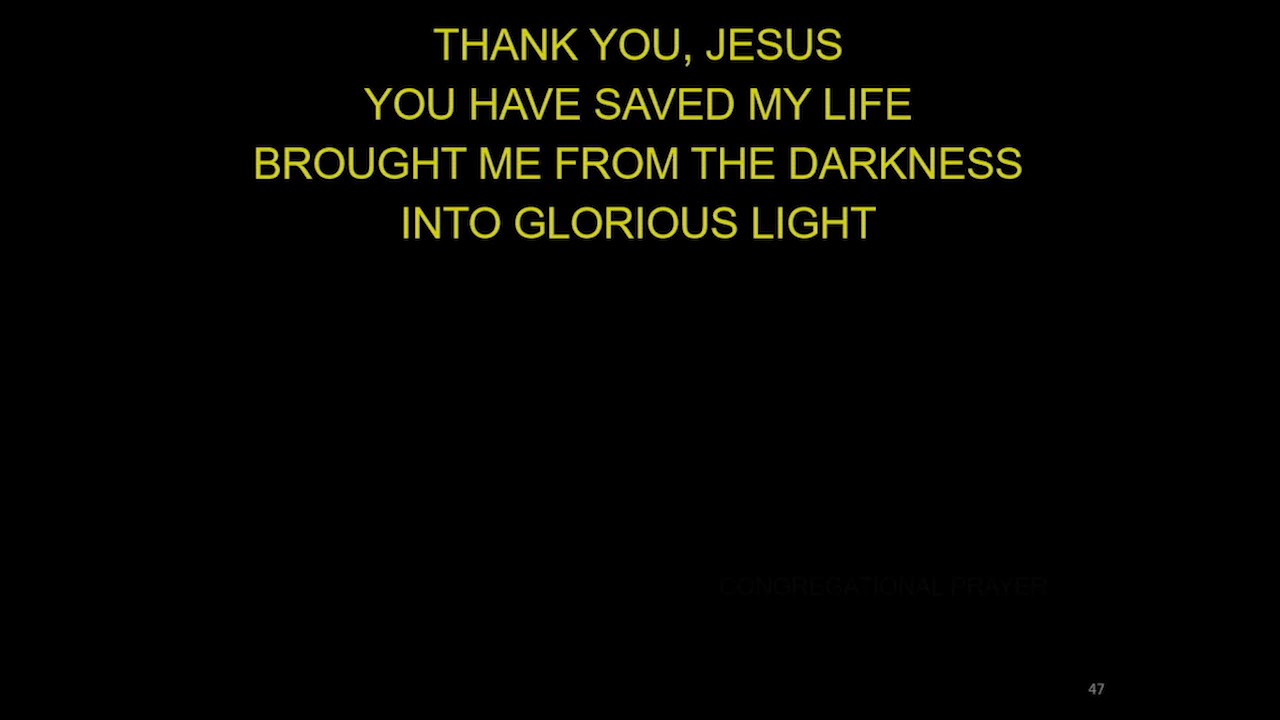 THANK YOU, JESUS
YOU HAVE SAVED MY LIFE
BROUGHT ME FROM THE DARKNESS
INTO GLORIOUS LIGHT
CONGREGATIONAL PRAYER
47